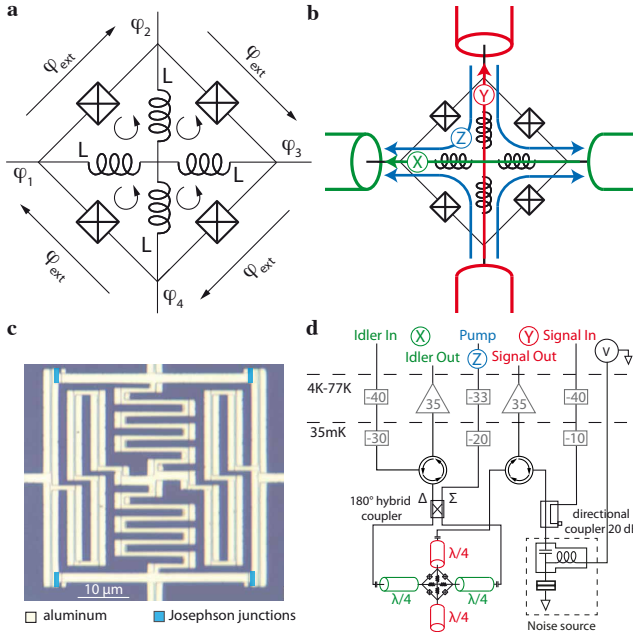 a
φ2
φext
φext
L
L
L
L
φ1
φ3
φext
φext
φ4
b
Y
Z
X
c
10 μm
aluminum
Josephson junctions
d
Idler In
X
Pump
Y
Signal In
V
Idler Out
Z
Signal Out
4K-77K
-40
35
-33
35
-40
35mK
-30
-20
-10
Δ
Σ
180° hybrid
coupler
directional
coupler 20 d
λ/4
λ/4
λ/4
λ/4
Noise source